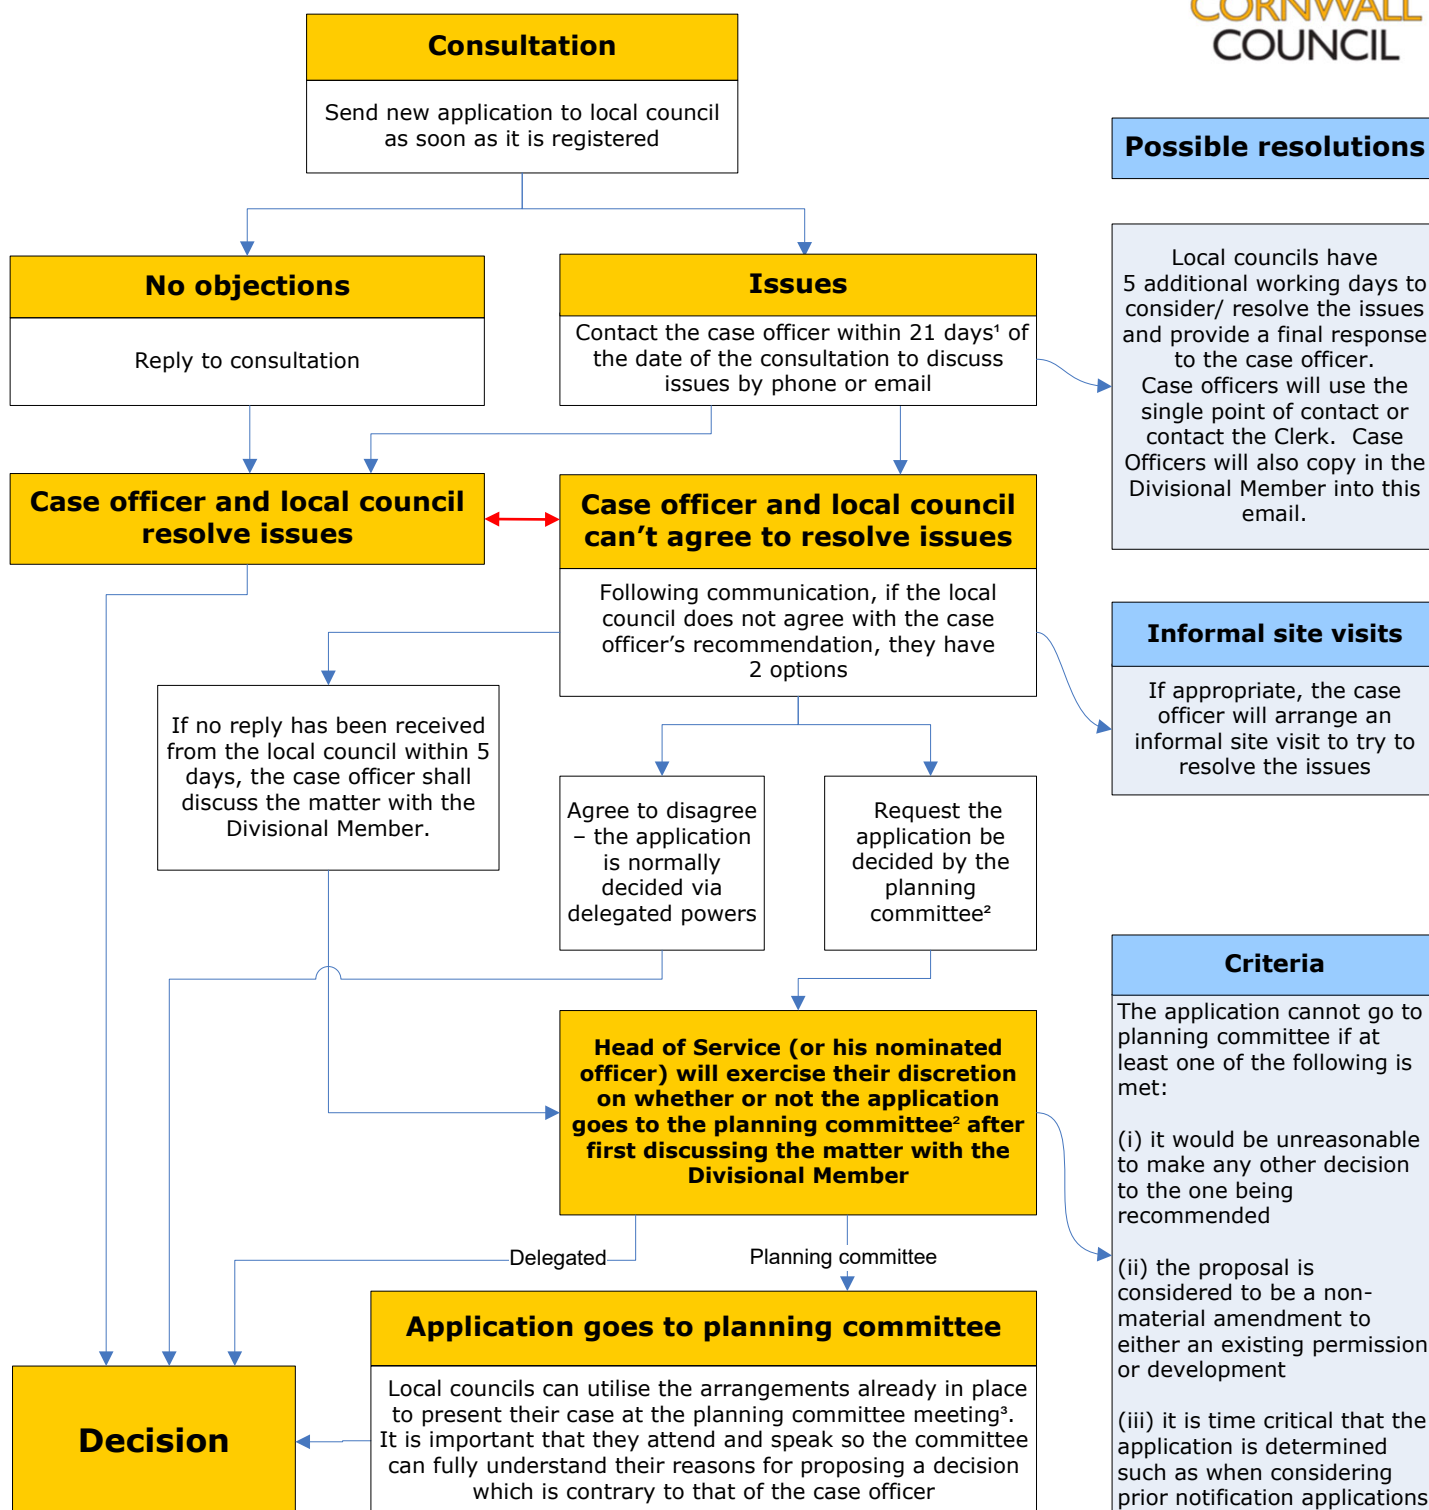 CORNWALL
COUNCIL
Consultation
Send new application to local council
as soon as it is registered
Possible resolutions
Local councils have
5 additional working days to
consider/ resolve the issues
and provide a final response
to the case officer.
Case officers will use the
single point of contact or
contact the Clerk.  Case
Officers will also copy in the
Divisional Member into this
email.
No objections
Reply to consultation
Issues
Contact the case officer within 21 days¹ of
the date of the consultation to discuss
issues by phone or email
Case officer and local council
resolve issues
Case officer and local council
can’t agree to resolve issues
Following communication, if the local
council does not agree with the case
officer’s recommendation, they have
2 options
Informal site visits
If appropriate, the case
officer will arrange an
informal site visit to try to
resolve the issues
If no reply has been received
from the local council within 5
days, the case officer shall
discuss the matter with the
Divisional Member.
Agree to disagree
– the application
is normally
decided via
delegated powers
Request the
application be
decided by the
planning
committee²
Head of Service (or his nominated
officer) will exercise their discretion
on whether or not the application
goes to the planning committee² after
first discussing the matter with the
Divisional Member
Criteria
The application cannot go to
planning committee if at
least one of the following is
met:
(i) it would be unreasonable
to make any other decision
to the one being
recommended
(ii) the proposal is
considered to be a non-
material amendment to
either an existing permission
or development
(iii) it is time critical that the
application is determined
such as when considering
prior notification applications
Delegated
Planning committee
Application goes to planning committee
Local councils can utilise the arrangements already in place
to present their case at the planning committee meeting³.
It is important that they attend and speak so the committee
can fully understand their reasons for proposing a decision
which is contrary to that of the case officer
Decision